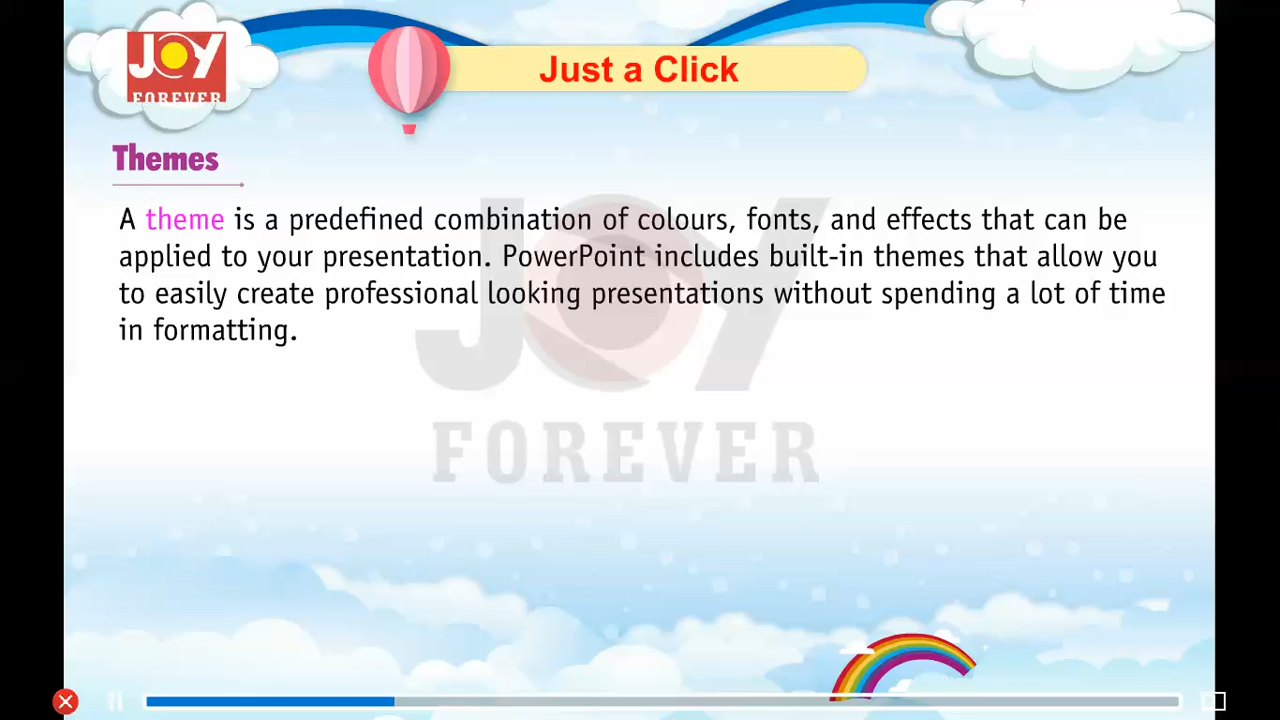 JOY
FOREVER
Just a Click
Themes
A theme is a predefined combination of colours, fonts, and effects that can be
applied to your presentation. PowerPoint includes built-in themes that allow you
to easily create professional looking presentations without spending a lot of time
in formatting.
JOY
FOREVER